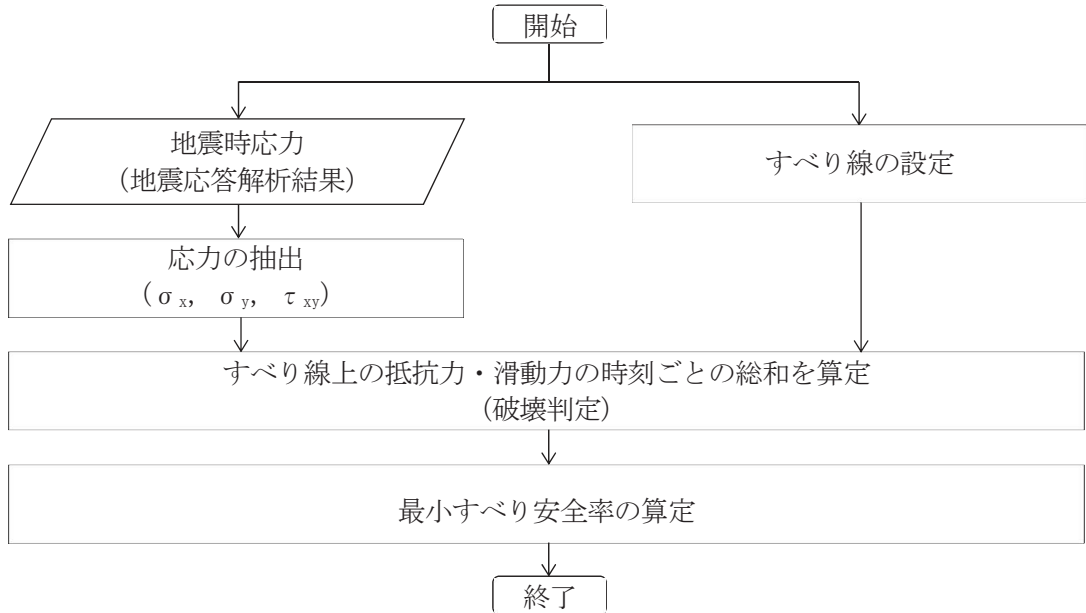 開始
地震時応力
(地震応答解析結果)
すべり線の設定
応力の抽出
(σx, σy, τxy)
すべり線上の抵抗力・滑動力の時刻ごとの総和を算定
(破壊判定)
最小すべり安全率の算定
終了